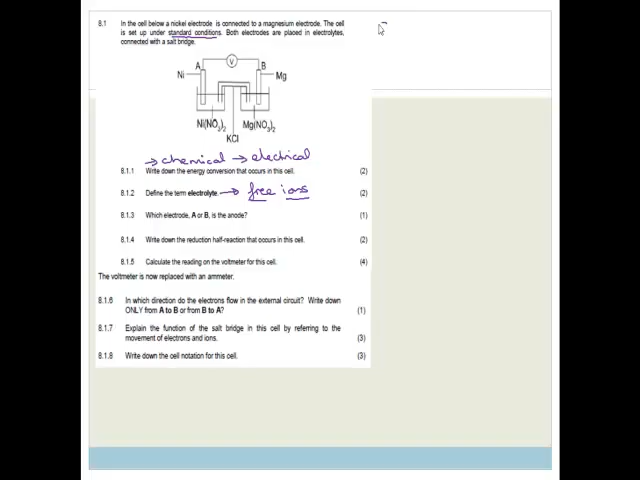 8.1 In the cell below a nickel electrode is connected to a magnesium electrode. The cell
is set up under standard conditions. Both electrodes are placed in electrolytes,
connected with a salt bridge.
V
A B
Ni Mg
Ni(NO3)2 Mg(NO3)2
KCl
→ chemical → electrical
8.1.1 Write down the energy conversion that occurs in this cell. (2)
8.1.2 Define the term electrolyte. → free ions (2)
8.1.3 Which electrode, A or B, is the anode? (1)
8.1.4 Write down the reduction half-reaction that occurs in this cell. (2)
8.1.5 Calculate the reading on the voltmeter for this cell. (4)
The voltmeter is now replaced with an ammeter.
8.1.6 In which direction do the electrons flow in the external circuit? Write down
ONLY from A to B or from B to A? (1)
8.1.7 Explain the function of the salt bridge in this cell by referring to the
movement of electrons and ions. (3)
8.1.8 Write down the cell notation for this cell. (3)